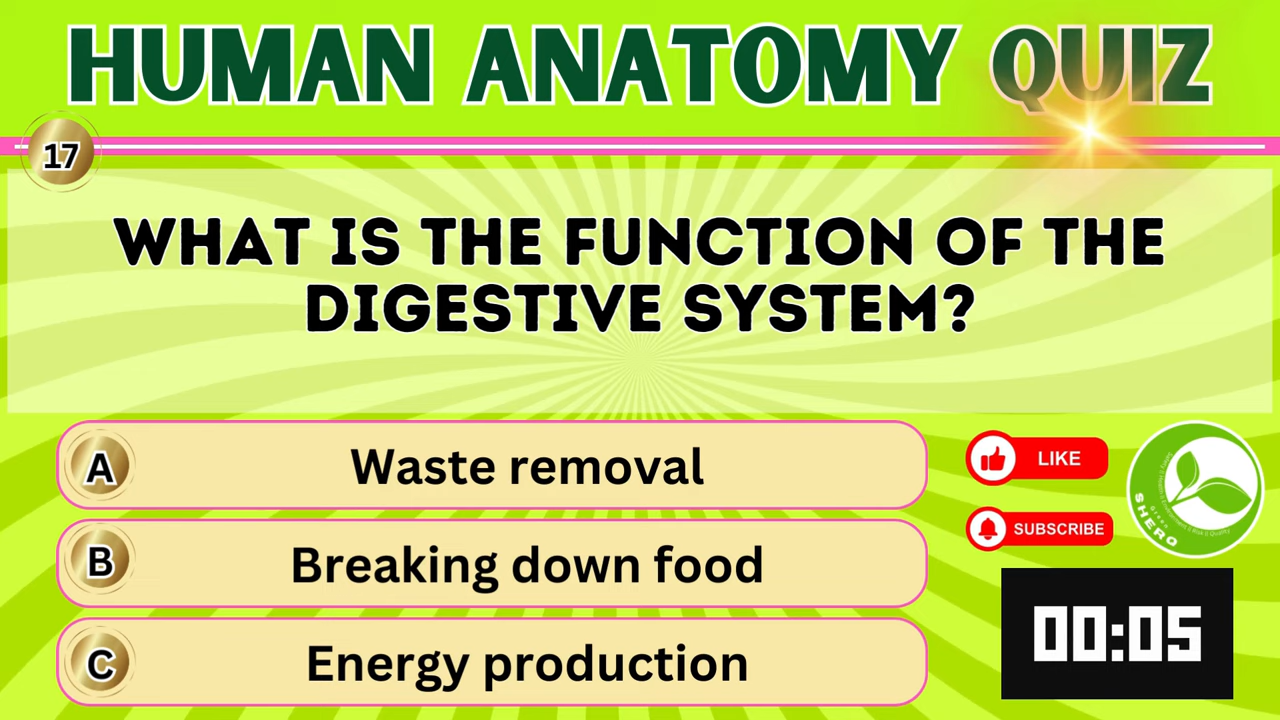 HUMAN ANATOMY QUIZ
17
WHAT IS THE FUNCTION OF THE
DIGESTIVE SYSTEM?
A Waste removal
B Breaking down food
C Energy production
LIKE
SUBSCRIBE
Green
SHERO
00:05